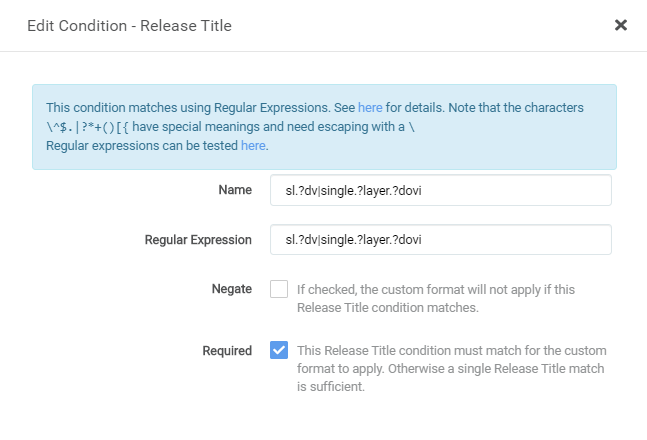 Edit Condition - Release Title
This condition matches using Regular Expressions. See here for details. Note that the characters
\^$.|?*+()[{ have special meanings and need escaping with a \
Regular expressions can be tested here.
Name
sl.?dv|single.?layer.?dovi
Regular Expression
sl.?dv|single.?layer.?dovi
Negate
If checked, the custom format will not apply if this
Release Title condition matches.
Required
This Release Title condition must match for the custom
format to apply. Otherwise a single Release Title match
is sufficient.